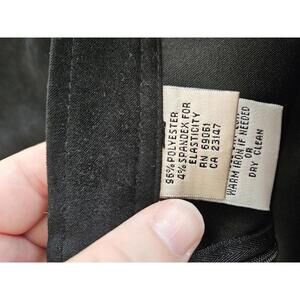 96% POLYESTER
4% SPANDEX FOR
ELASTICITY
RN 69061
CA 23147
WARM IRON IF NEEDED
OR
DRY CLEAN